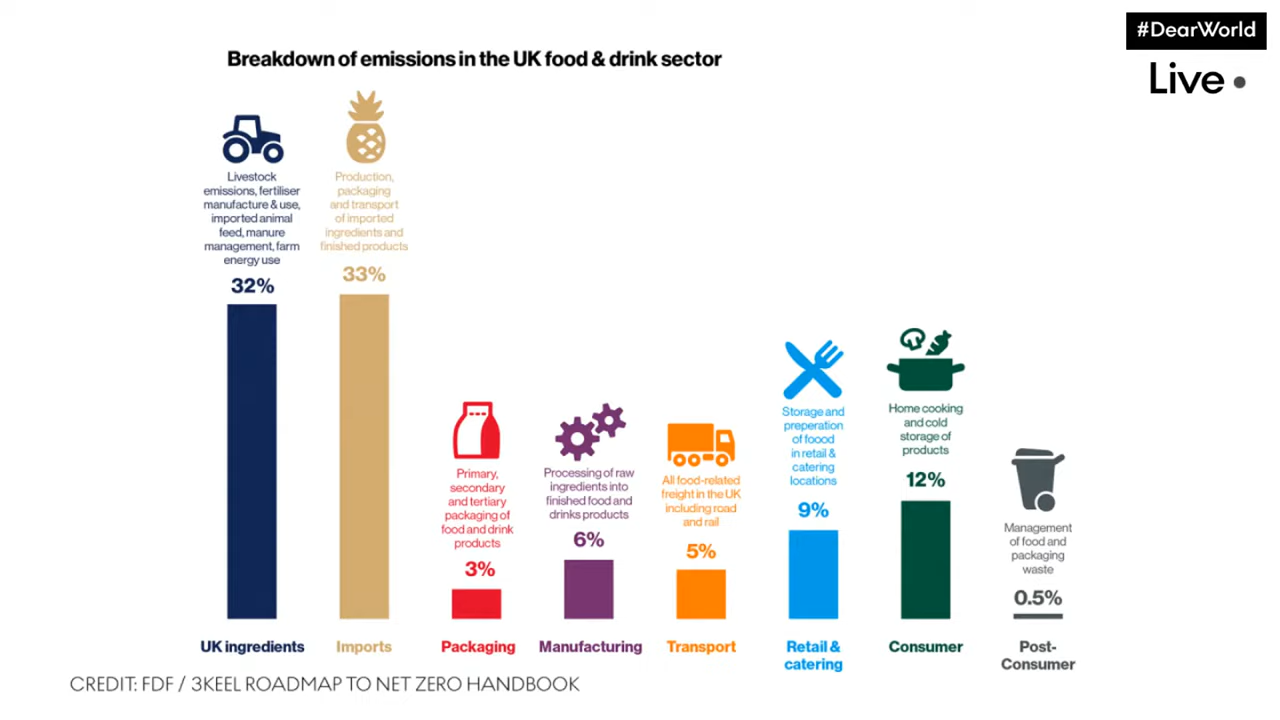 #DearWorld
Live
Breakdown of emissions in the UK food & drink sector
Livestock
emissions, fertiliser
manufacture & use,
imported animal
feed, manure
management, farm
energy use
32%
UK ingredients
Production,
packaging
and transport
of imported
ingredients and
finished products
33%
Imports
Primary,
secondary
and tertiary
packaging of
food and drink
products
3%
Packaging
Processing of raw
ingredients into
finished food and
drinks products
6%
Manufacturing
All food-related
freight in the UK
including road
and rail
5%
Transport
Storage and
preperation
of foood
in retail &
catering
locations
9%
Retail &
catering
Home cooking
and cold
storage of
products
12%
Consumer
Management
of food and
packaging
waste
0.5%
Post-
Consumer
CREDIT: FDF / 3KEEL ROADMAP TO NET ZERO HANDBOOK